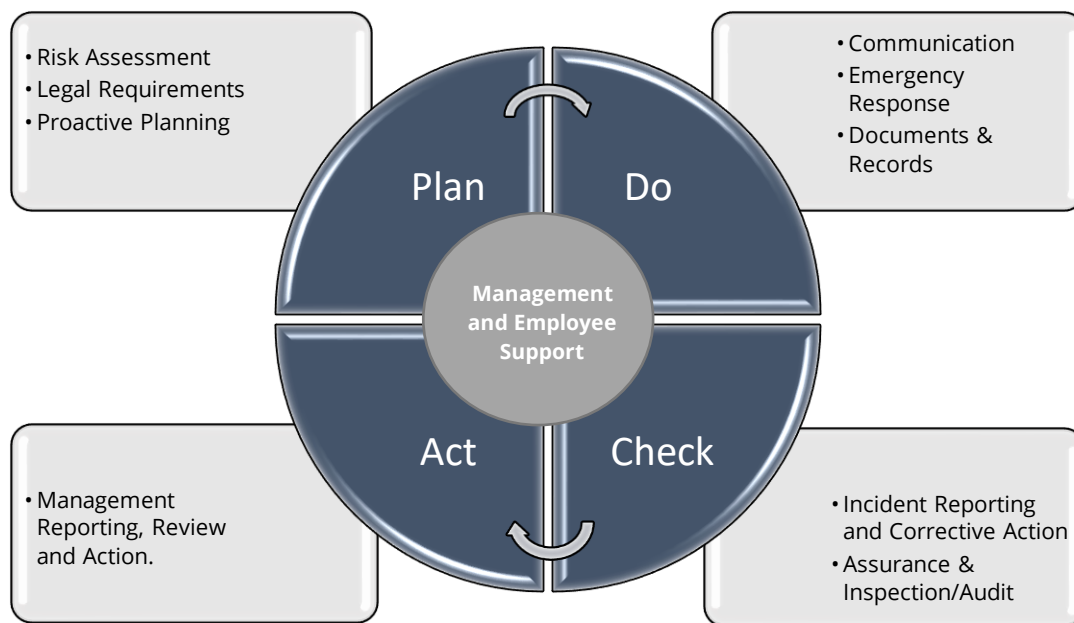 • Risk Assessment
• Legal Requirements
• Proactive Planning
• Communication
• Emergency
Response
• Documents &
Records
Plan
Do
Management
and Employee
Support
Act
Check
• Management
Reporting, Review
and Action.
• Incident Reporting
and Corrective Action
• Assurance &
Inspection/Audit